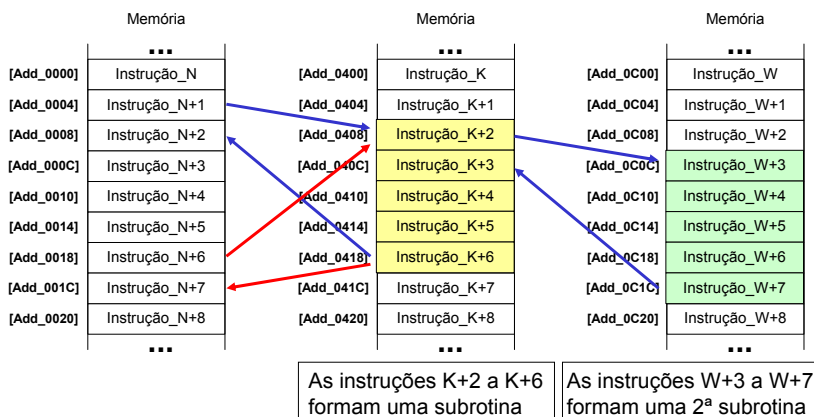 Memória Memória Memória
... ... ...
[Add_0000] Instrução_N [Add_0400] Instrução_K [Add_0C00] Instrução_W
[Add_0004] Instrução_N+1 [Add_0404] Instrução_K+1 [Add_0C04] Instrução_W+1
[Add_0008] Instrução_N+2 [Add_0408] Instrução_K+2 [Add_0C08] Instrução_W+2
[Add_000C] Instrução_N+3 [Add_040C] Instrução_K+3 [Add_0C0C] Instrução_W+3
[Add_0010] Instrução_N+4 [Add_0410] Instrução_K+4 [Add_0C10] Instrução_W+4
[Add_0014] Instrução_N+5 [Add_0414] Instrução_K+5 [Add_0C14] Instrução_W+5
[Add_0018] Instrução_N+6 [Add_0418] Instrução_K+6 [Add_0C18] Instrução_W+6
[Add_001C] Instrução_N+7 [Add_041C] Instrução_K+7 [Add_0C1C] Instrução_W+7
[Add_0020] Instrução_N+8 [Add_0420] Instrução_K+8 [Add_0C20] Instrução_W+8
... ... ...
As instruções K+2 a K+6
formam uma subrotina
As instruções W+3 a W+7
formam uma 2ª subrotina